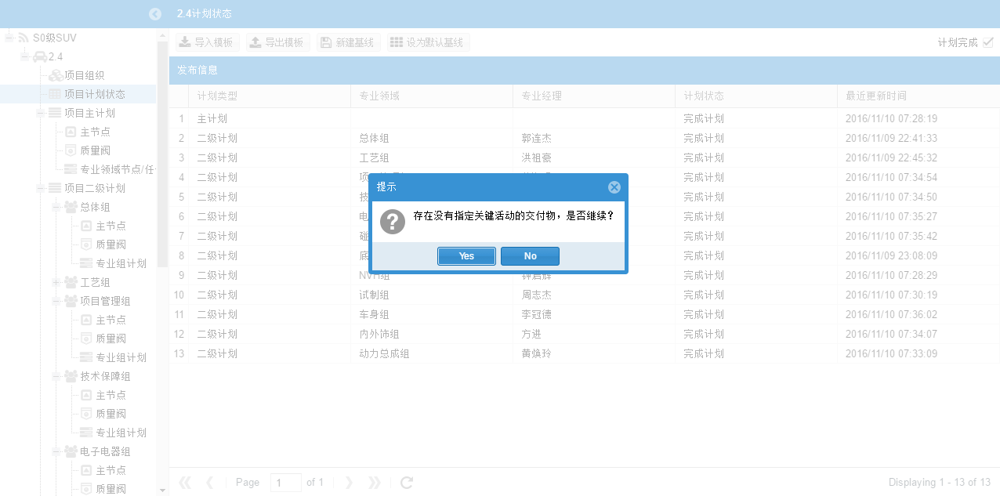 2.4计划状态
S0级SUV
2.4
项目组织
项目计划状态
项目主计划
主节点
质量阀
专业领域节点/任
项目二级计划
总体组
主节点
质量阀
专业组计划
工艺组
项目管理组
主节点
质量阀
专业组计划
技术保障组
主节点
质量阀
专业组计划
电子电器组
主节点
质量阀
导入模板 导出模板 新建基线 设为默认基线 计划完成
发布信息
计划类型 专业领域 专业经理 计划状态 最近更新时间
1 主计划 完成计划 2016/11/10 07:28:19
2 二级计划 总体组 郭连杰 完成计划 2016/11/09 22:41:33
3 二级计划 工艺组 洪祖豪 完成计划 2016/11/09 22:45:32
4 二级计划 项 完成计划 2016/11/10 07:34:54
5 二级计划 技 完成计划 2016/11/10 07:34:50
6 二级计划 电 完成计划 2016/11/10 07:35:27
7 二级计划 碰 完成计划 2016/11/10 07:35:42
8 二级计划 底 完成计划 2016/11/09 23:08:09
9 二级计划 NVH组 钟启辉 完成计划 2016/11/10 07:28:29
10 二级计划 试制组 周志杰 完成计划 2016/11/10 07:30:19
11 二级计划 车身组 李冠德 完成计划 2016/11/10 07:36:02
12 二级计划 内外饰组 方进 完成计划 2016/11/10 07:34:07
13 二级计划 动力总成组 黄焕玲 完成计划 2016/11/10 07:33:09
提示
存在没有指定关键活动的交付物，是否继续？
Yes No
Page 1 of 1 Displaying 1 - 13 of 13